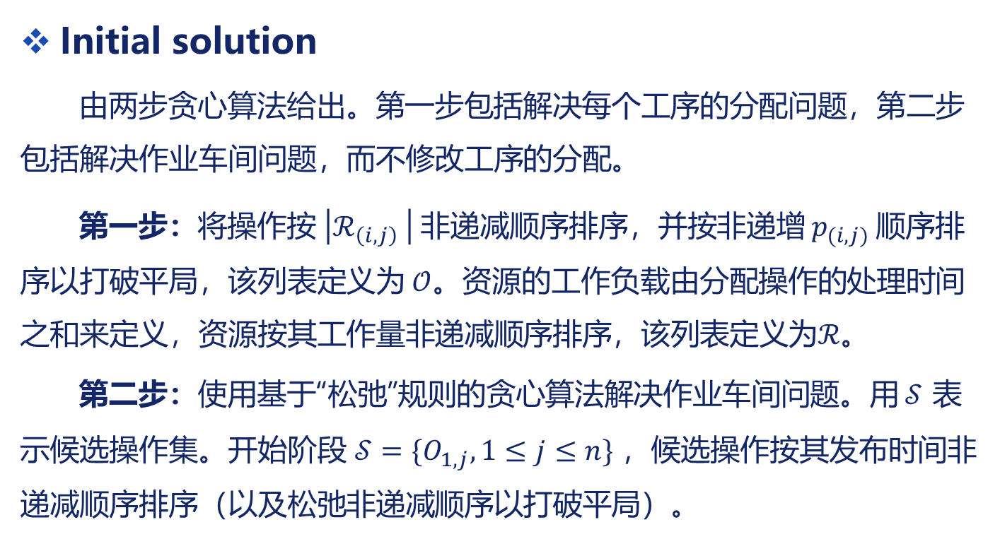 ❖ Initial solution
由两步贪心算法给出。第一步包括解决每个工序的分配问题，第二步
包括解决作业车间问题，而不修改工序的分配。
第一步：将操作按 |ℛ₍ᵢ,ⱼ₎| 非递减顺序排序，并按非递增 p₍ᵢ,ⱼ₎ 顺序排
序以打破平局，该列表定义为 𝒪。资源的工作负载由分配操作的处理时间
之和来定义，资源按其工作量非递减顺序排序，该列表定义为ℛ。
第二步：使用基于“松弛”规则的贪心算法解决作业车间问题。用 𝒮 表
示候选操作集。开始阶段 𝒮 = {O₁,ⱼ, 1 ≤ j ≤ n} ，候选操作按其发布时间非
递减顺序排序（以及松弛非递减顺序以打破平局）。